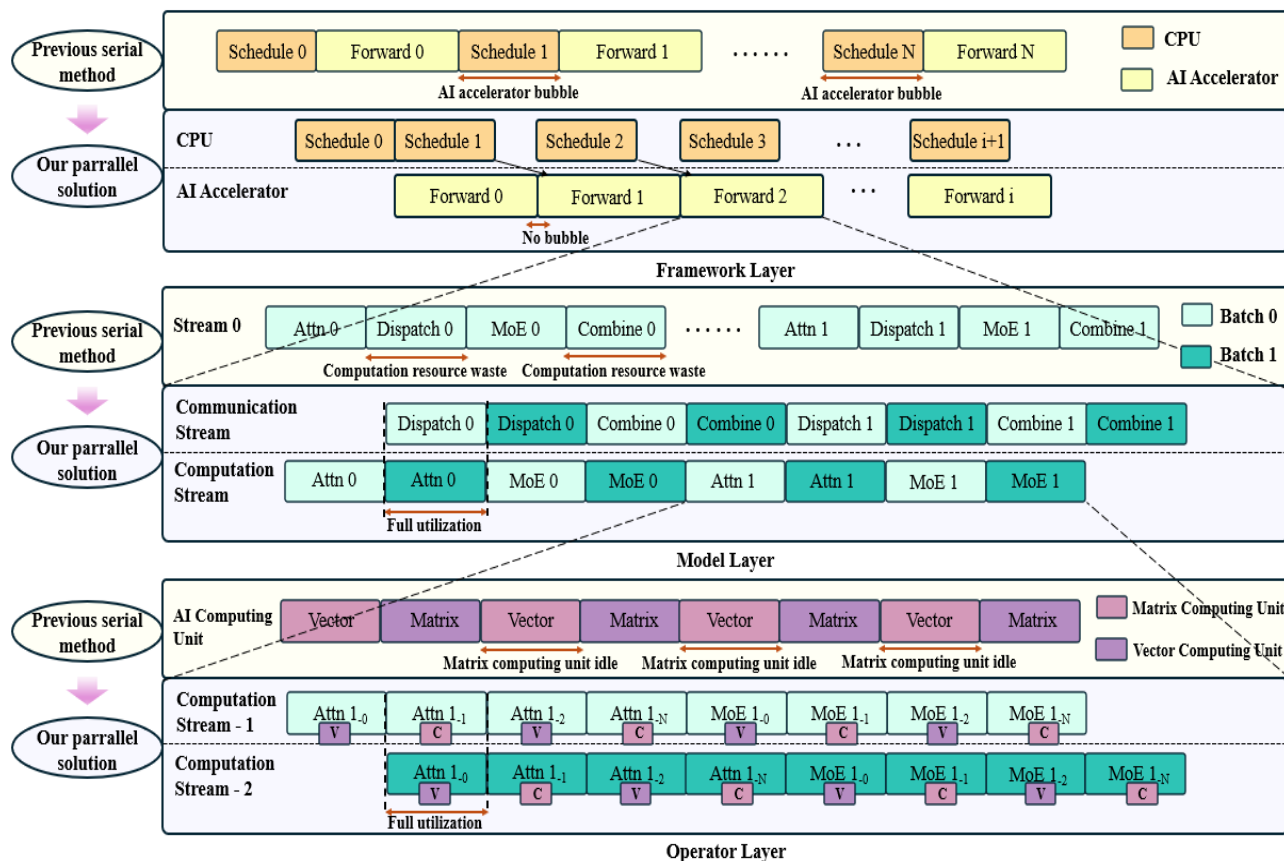 Previous serial
method
Schedule 0 Forward 0 Schedule 1 Forward 1 ...... Schedule N Forward N
AI accelerator bubble AI accelerator bubble
CPU
AI Accelerator
Our parrallel
solution
CPU
Schedule 0 Schedule 1 Schedule 2 Schedule 3 ... Schedule i+1
AI Accelerator
Forward 0 Forward 1 Forward 2 ... Forward i
No bubble
Framework Layer
Previous serial
method
Stream 0
Attn 0 Dispatch 0 MoE 0 Combine 0 ...... Attn 1 Dispatch 1 MoE 1 Combine 1
Computation resource waste Computation resource waste
Batch 0
Batch 1
Our parrallel
solution
Communication
Stream
Dispatch 0 Dispatch 0 Combine 0 Combine 0 Dispatch 1 Dispatch 1 Combine 1 Combine 1
Computation
Stream
Attn 0 Attn 0 MoE 0 MoE 0 Attn 1 Attn 1 MoE 1 MoE 1
Full utilization
Model Layer
Previous serial
method
AI Computing
Unit
Vector Matrix Vector Matrix Vector Matrix Vector Matrix
Matrix computing unit idle Matrix computing unit idle Matrix computing unit idle
Matrix Computing Unit
Vector Computing Unit
Our parrallel
solution
Computation
Stream - 1
Attn 1-0 Attn 1-1 Attn 1-2 Attn 1-N MoE 1-0 MoE 1-1 MoE 1-2 MoE 1-N
V C V C V C V C
Computation
Stream - 2
Attn 1-0 Attn 1-1 Attn 1-2 Attn 1-N MoE 1-0 MoE 1-1 MoE 1-2 MoE 1-N
V C V C V C V C
Full utilization
Operator Layer